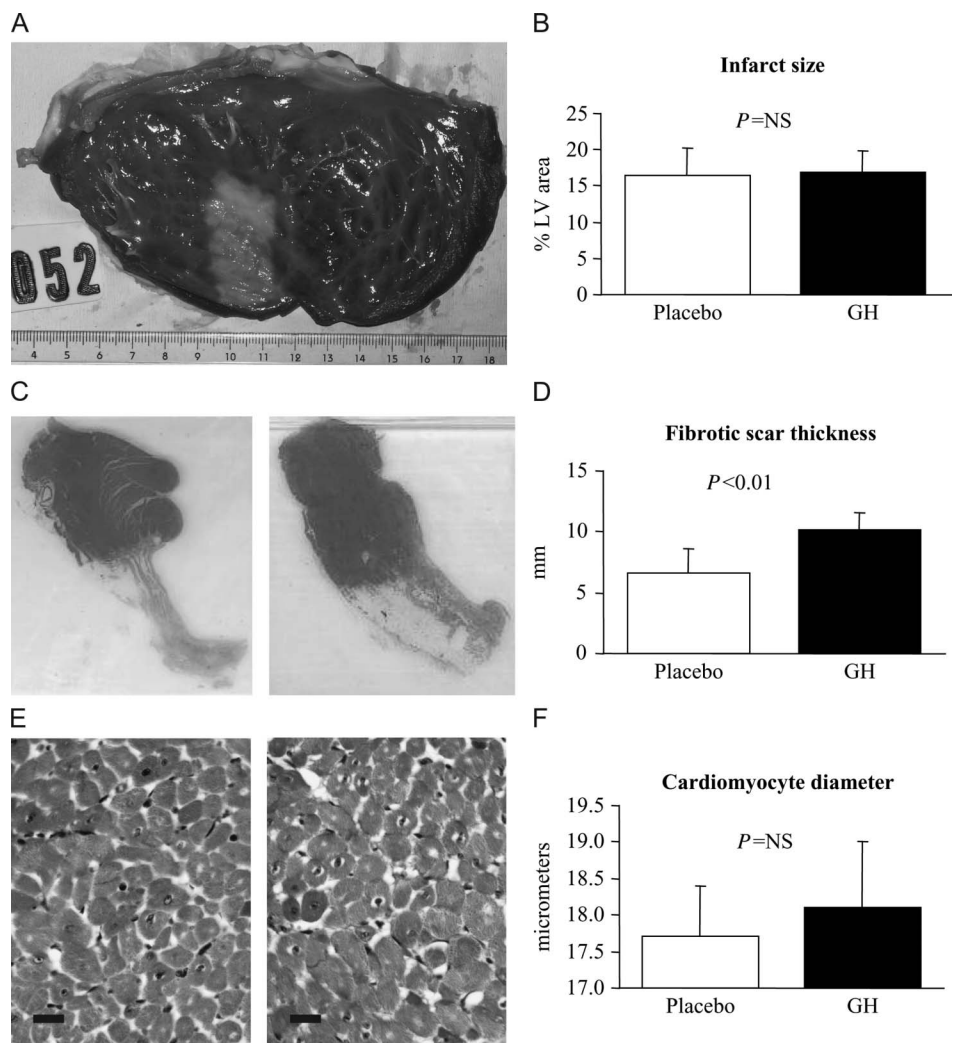 A
052
4 5 6 7 8 9 10 11 12 13 14 15 16 17 18
B
Infarct size
P=NS
% LV area
25
20
15
10
5
0
Placebo GH
C
D
Fibrotic scar thickness
P<0.01
mm
15
10
5
0
Placebo GH
E
F
Cardiomyocyte diameter
P=NS
micrometers
19.5
19.0
18.5
18.0
17.5
17.0
Placebo GH